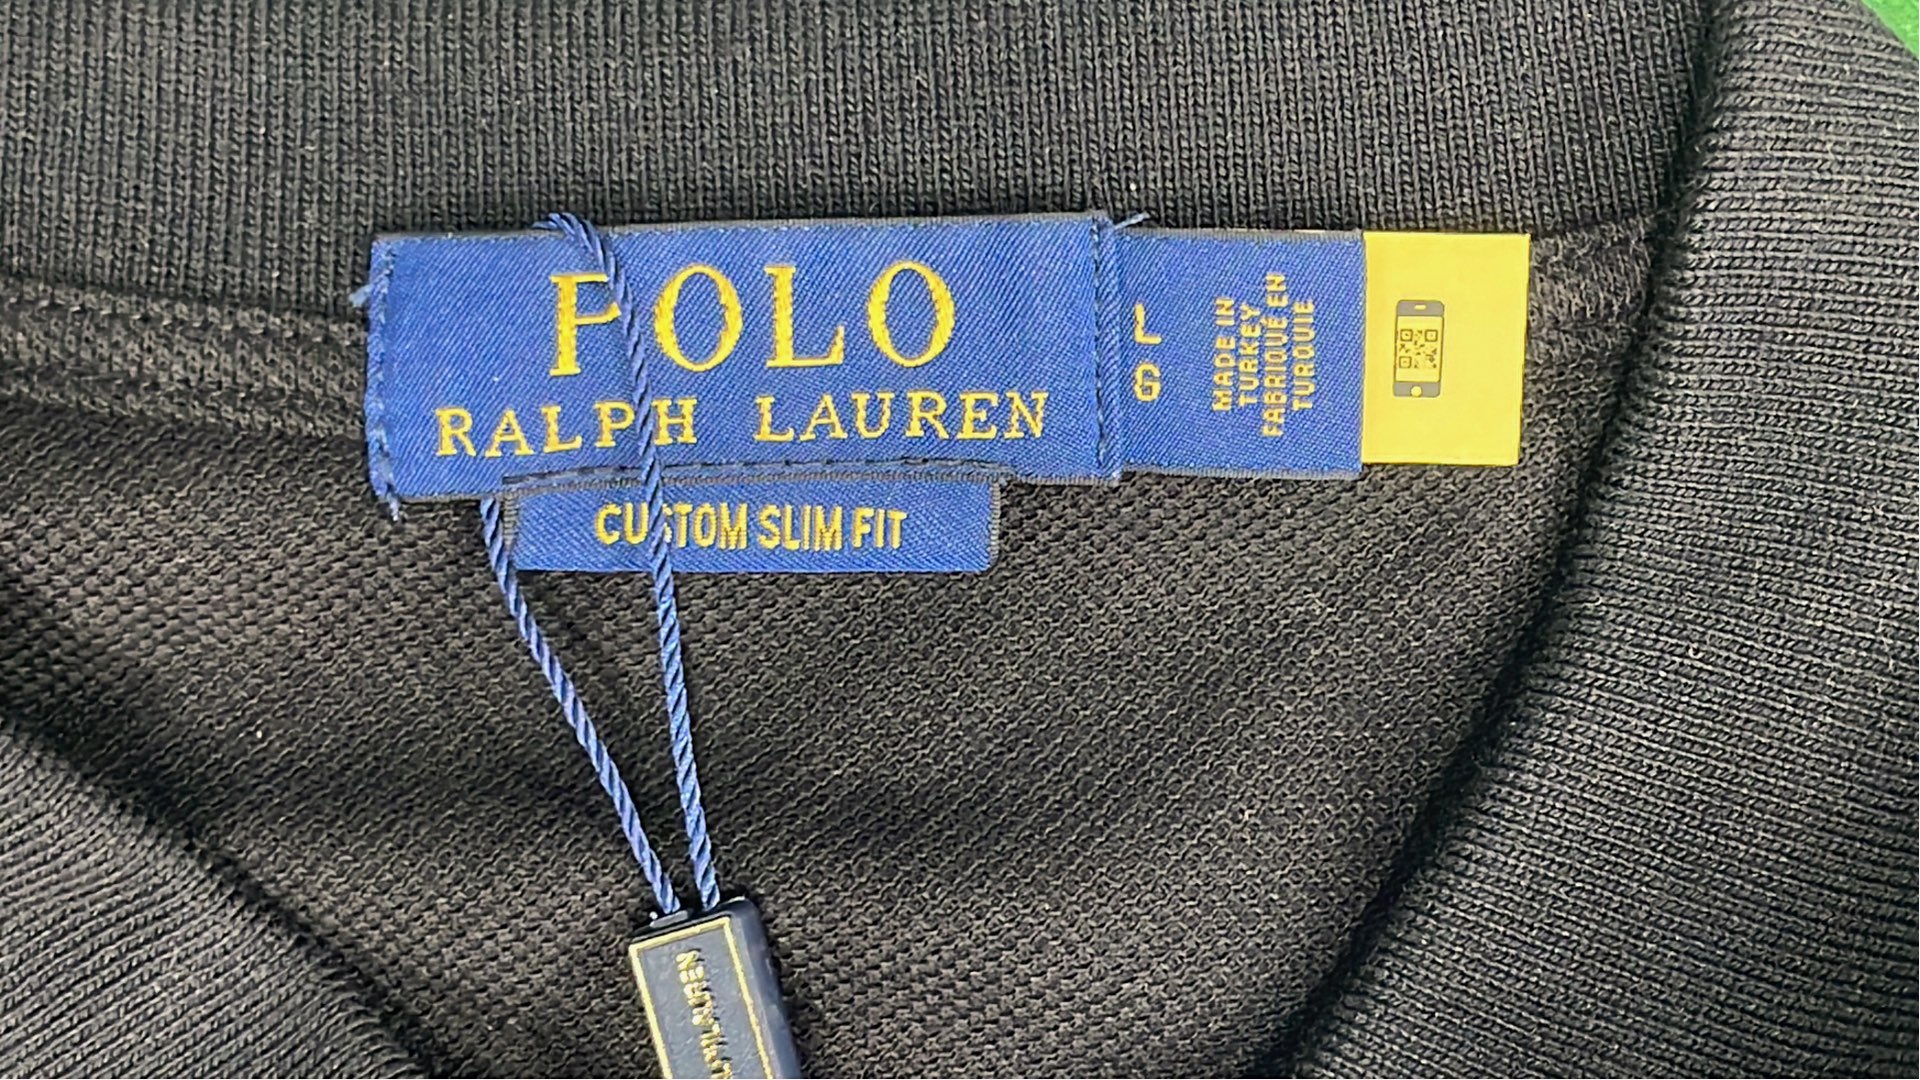 POLO
RALPH LAUREN
CUSTOM SLIM FIT
L
G
MADE IN
TURKEY
FABRIQUÉ EN
TURQUIE